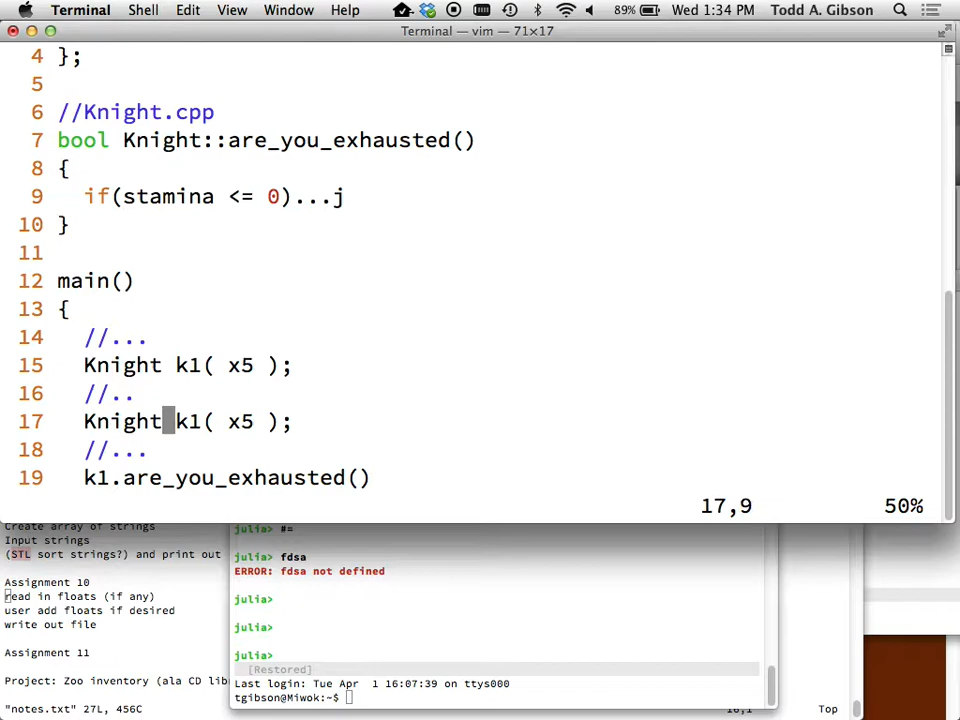 Terminal Shell Edit View Window Help 89% Wed 1:34 PM Todd A. Gibson
Terminal — vim — 71×17
4 };
5
6 //Knight.cpp
7 bool Knight::are_you_exhausted()
8 {
9 if(stamina <= 0)...j
10 }
11
12 main()
13 {
14 //...
15 Knight k1( x5 );
16 //..
17 Knight k1( x5 );
18 //...
19 k1.are_you_exhausted()
17,9 50%
Create array of strings
Input strings
(STL sort strings?) and print out
Assignment 10
read in floats (if any)
user add floats if desired
write out file
Assignment 11
Project: Zoo inventory (ala CD lib
"notes.txt" 27L, 456C
julia> #=
julia> fdsa
ERROR: fdsa not defined
julia>
julia>
julia>
[Restored]
Last login: Tue Apr 1 16:07:39 on ttys000
tgibson@Miwok:~$
Top